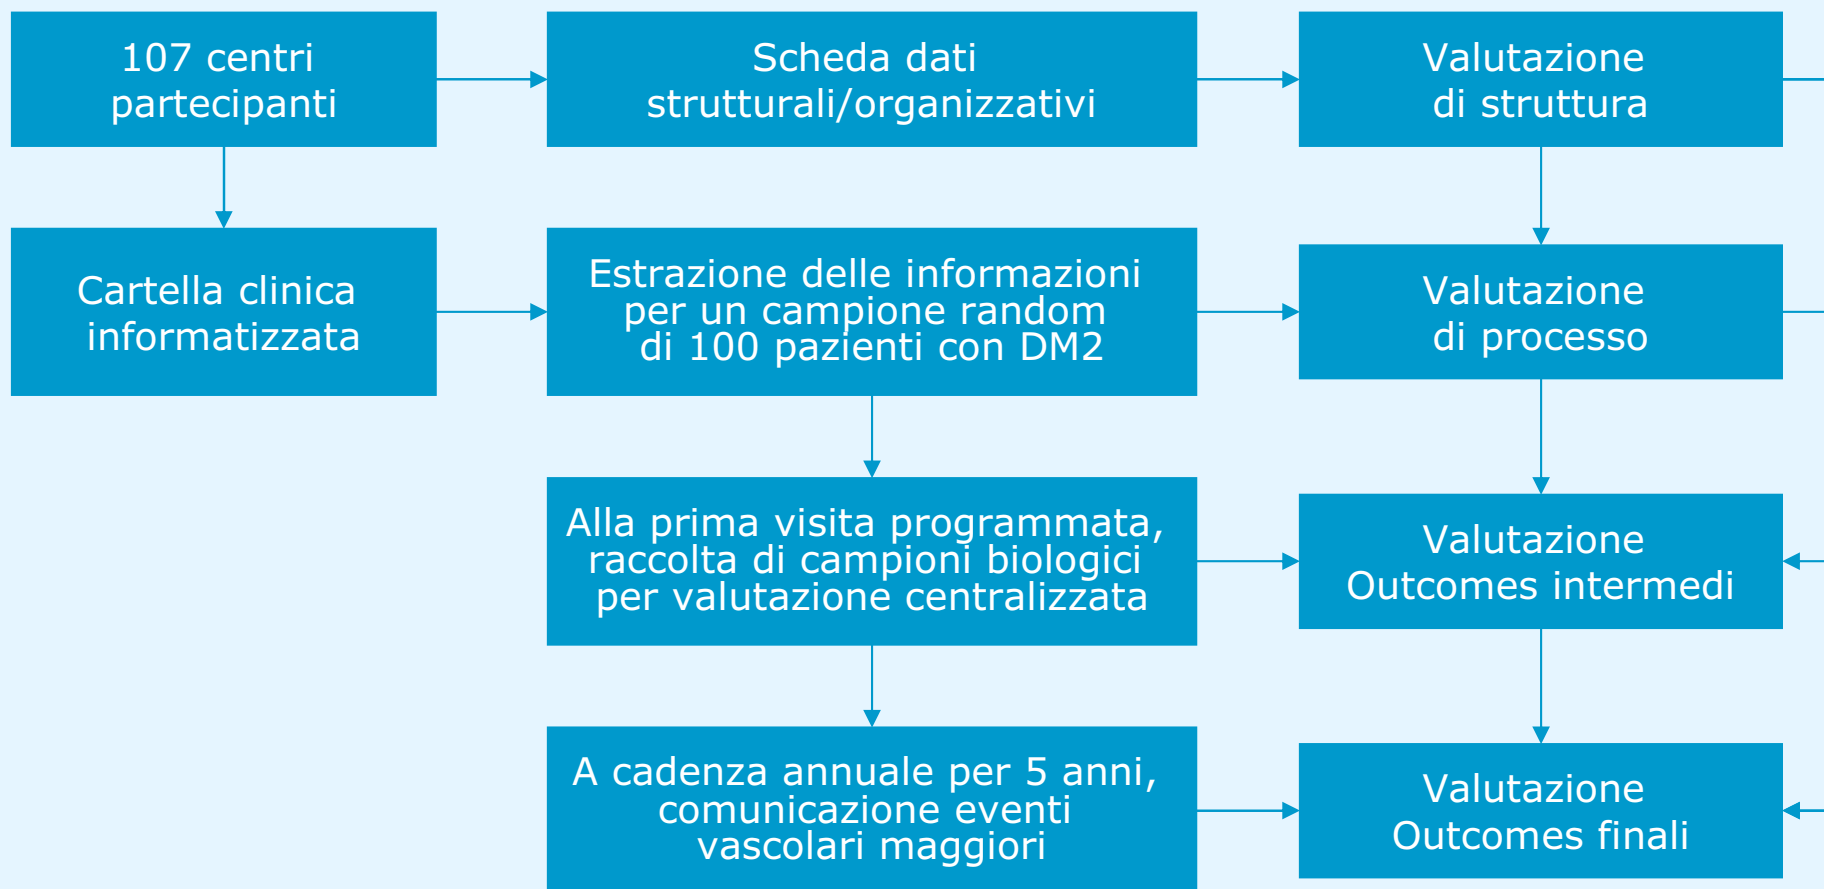 107 centri
partecipanti
Scheda dati
strutturali/organizzativi
Valutazione
di struttura
Cartella clinica
informatizzata
Estrazione delle informazioni
per un campione random
di 100 pazienti con DM2
Valutazione
di processo
Alla prima visita programmata,
raccolta di campioni biologici
per valutazione centralizzata
Valutazione
Outcomes intermedi
A cadenza annuale per 5 anni,
comunicazione eventi
vascolari maggiori
Valutazione
Outcomes finali